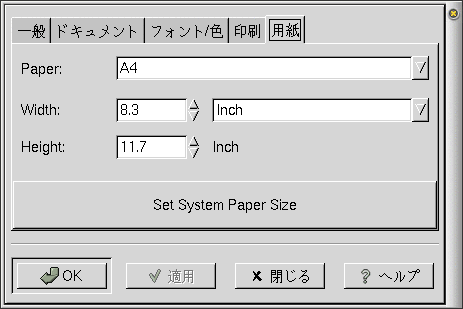 一般 ドキュメント フォント/色 印刷 用紙
Paper: A4
Width: 8.3 Inch
Height: 11.7 Inch
Set System Paper Size
OK 適用 閉じる ヘルプ